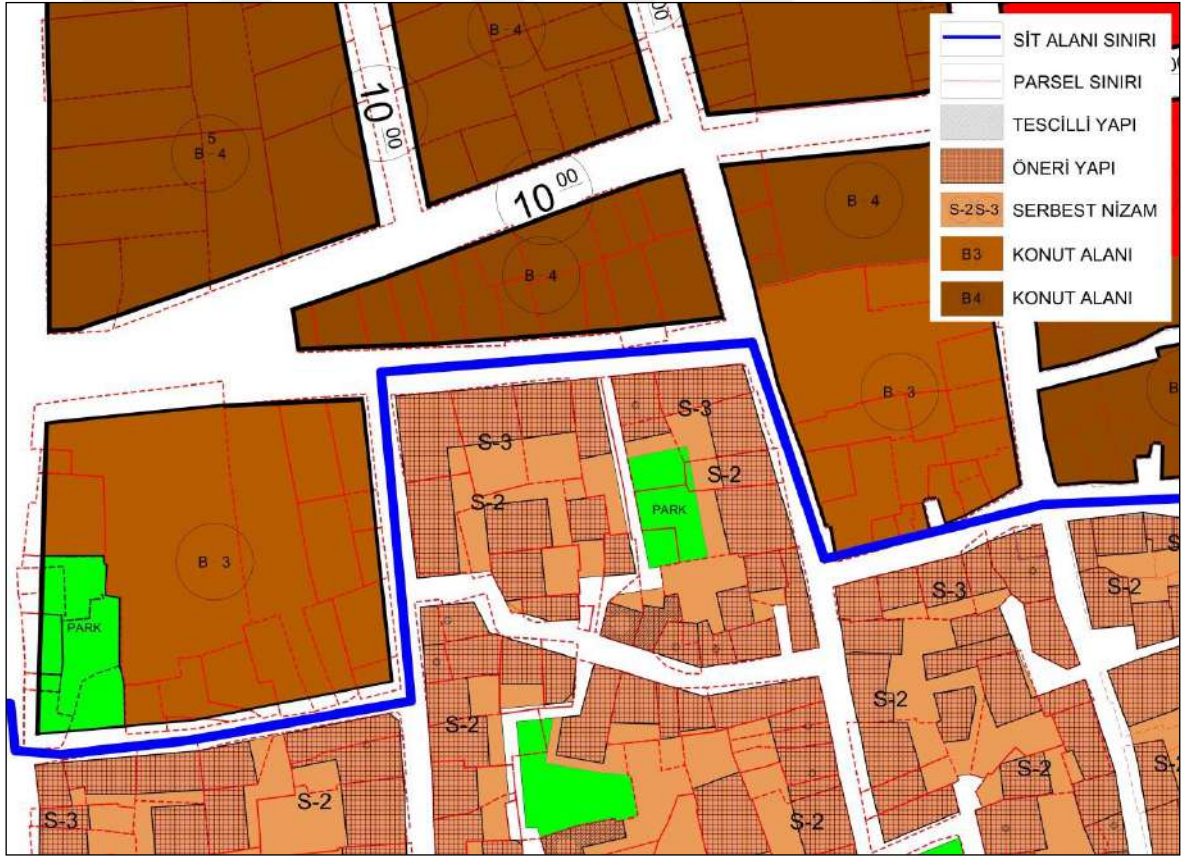 B - 4
00
10 00
5
B - 4
10 00
B - 4
B - 4
B - 3
S-3
S-3
S-2
S-2
PARK
B - 3
PARK
S-3
S-2
S-2
S-2
S-2
S-3
S-2
S-2
S-2
SİT ALANI SINIRI
PARSEL SINIRI
TESCİLLİ YAPI
ÖNERİ YAPI
S-2 S-3 SERBEST NİZAM
B3 KONUT ALANI
B4 KONUT ALANI